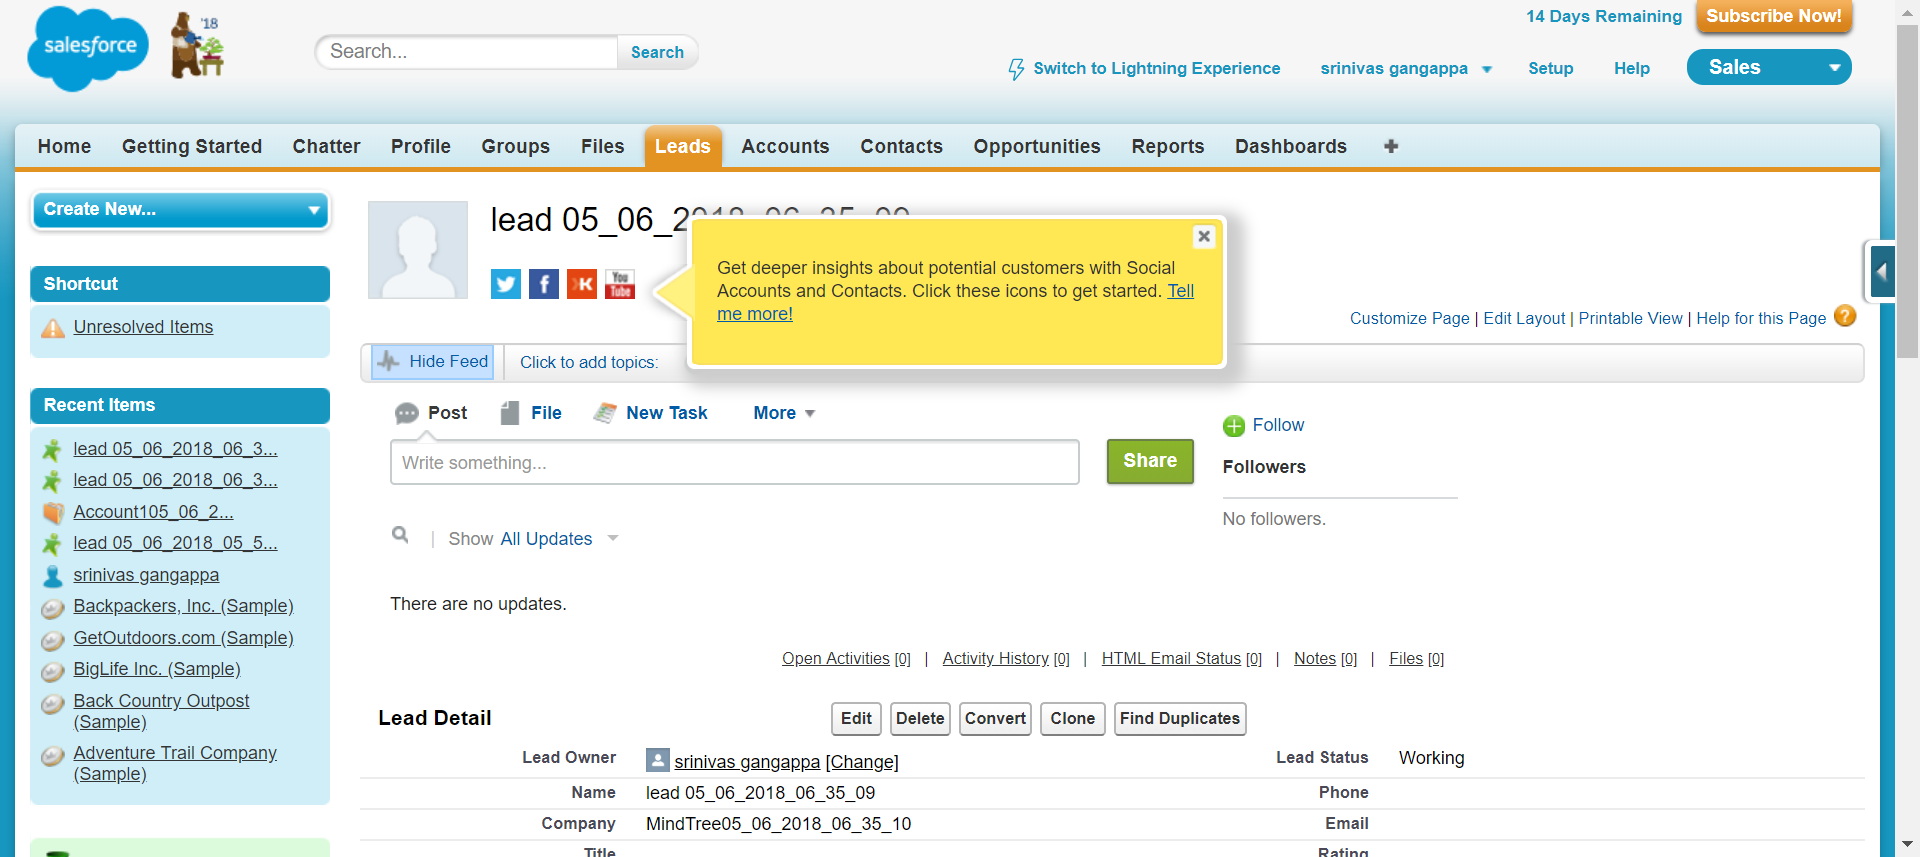 salesforce
'18
Search...
Search
14 Days Remaining
Subscribe Now!
Switch to Lightning Experience
srinivas gangappa
Setup
Help
Sales
Home
Getting Started
Chatter
Profile
Groups
Files
Leads
Accounts
Contacts
Opportunities
Reports
Dashboards
Create New...
Shortcut
Unresolved Items
Recent Items
lead 05_06_2018_06_3...
lead 05_06_2018_06_3...
Account105_06_2...
lead 05_06_2018_05_5...
srinivas gangappa
Backpackers, Inc. (Sample)
GetOutdoors.com (Sample)
BigLife Inc. (Sample)
Back Country Outpost
(Sample)
Adventure Trail Company
(Sample)
lead 05_06_2018_06_35_09
You
Tube
Get deeper insights about potential customers with Social
Accounts and Contacts. Click these icons to get started. Tell
me more!
Customize Page | Edit Layout | Printable View | Help for this Page
Hide Feed
Click to add topics:
Post
File
New Task
More
Write something...
Share
Follow
Followers
No followers.
Show All Updates
There are no updates.
Open Activities [0] | Activity History [0] | HTML Email Status [0] | Notes [0] | Files [0]
Lead Detail
Edit
Delete
Convert
Clone
Find Duplicates
Lead Owner srinivas gangappa [Change]
Lead Status Working
Name lead 05_06_2018_06_35_09
Phone
Company MindTree05_06_2018_06_35_10
Email
Title
Rating